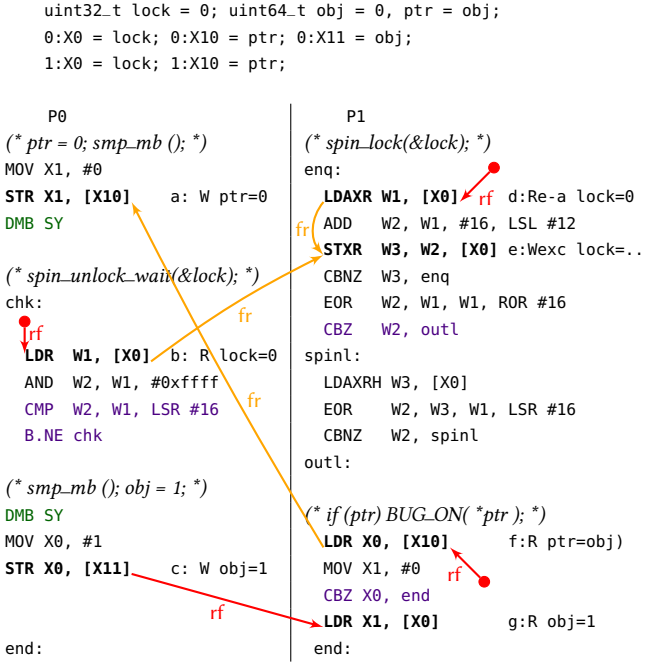 uint32_t lock = 0; uint64_t obj = 0, ptr = obj;
0:X0 = lock; 0:X10 = ptr; 0:X11 = obj;
1:X0 = lock; 1:X10 = ptr;
P0
(* ptr = 0; smp_mb (); *)
MOV X1, #0
STR X1, [X10] a: W ptr=0
DMB SY
(* spin_unlock_wait(&lock); *)
chk:
rf
LDR W1, [X0] b: R lock=0
AND W2, W1, #0xffff
CMP W2, W1, LSR #16
B.NE chk
(* smp_mb (); obj = 1; *)
DMB SY
MOV X0, #1
STR X0, [X11] c: W obj=1
rf
end:
fr
fr
P1
(* spin_lock(&lock); *)
enq:
LDAXR W1, [X0] rf d:Re-a lock=0
fr
ADD W2, W1, #16, LSL #12
STXR W3, W2, [X0] e:Wexc lock=..
CBNZ W3, enq
EOR W2, W1, W1, ROR #16
CBZ W2, outl
spinl:
LDAXRH W3, [X0]
EOR W2, W3, W1, LSR #16
CBNZ W2, spinl
outl:
(* if (ptr) BUG_ON( *ptr ); *)
LDR X0, [X10] f:R ptr=obj)
MOV X1, #0
rf
CBZ X0, end
LDR X1, [X0] g:R obj=1
end: